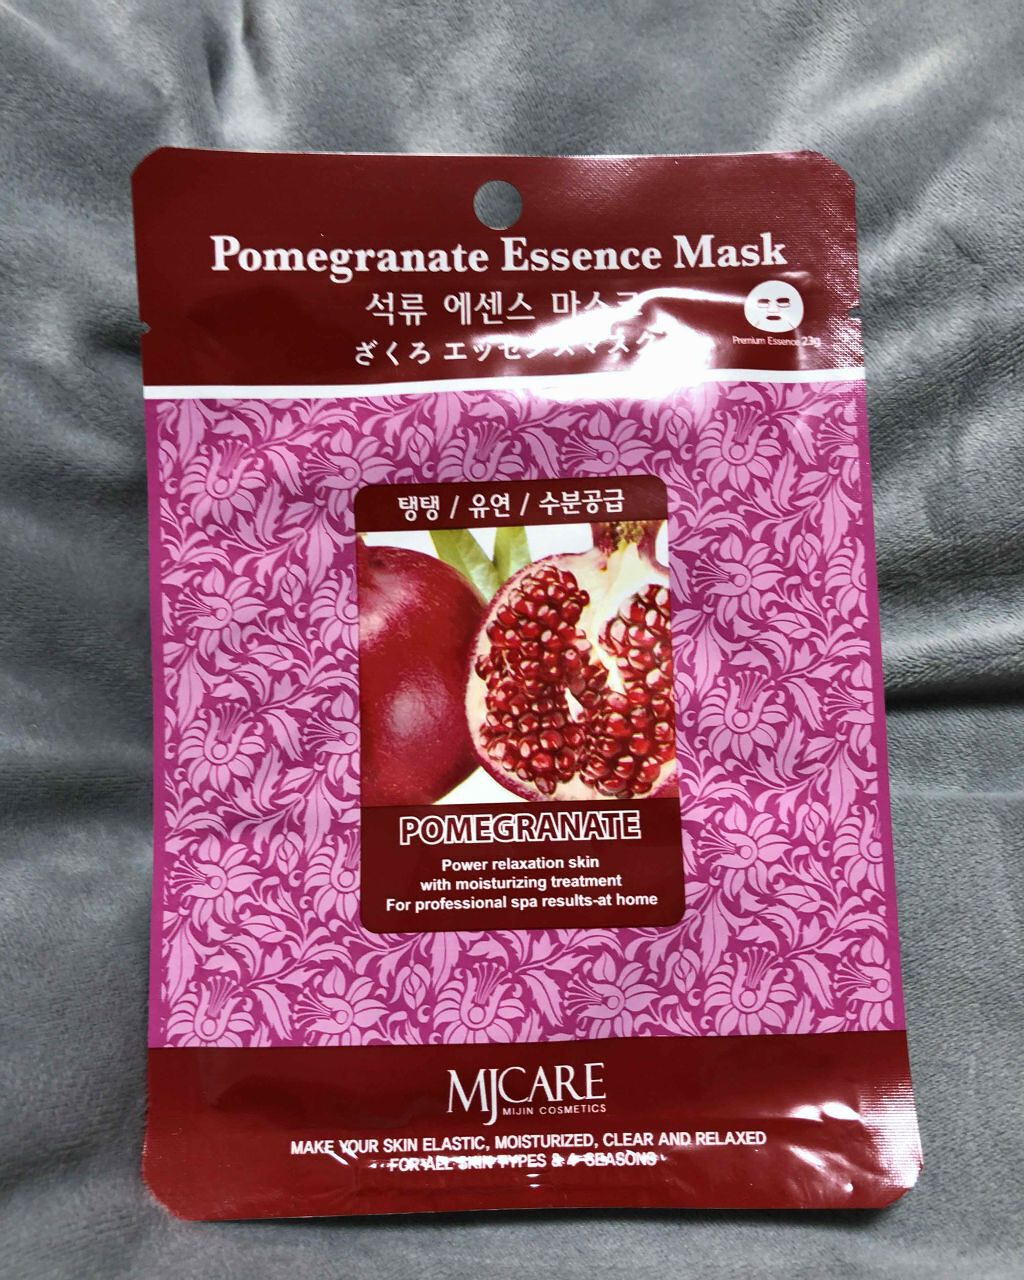 Pomegranate Essence Mask
석류 에센스 마스크
ざくろ エッセンスマスク
Premium Essence 23g
탱탱 / 유연 / 수분공급
POMEGRANATE
Power relaxation skin
with moisturizing treatment
For professional spa results-at home
MJCARE
MIJIN COSMETICS
MAKE YOUR SKIN ELASTIC, MOISTURIZED, CLEAR AND RELAXED
FOR ALL SKIN TYPES & 4 SEASONS